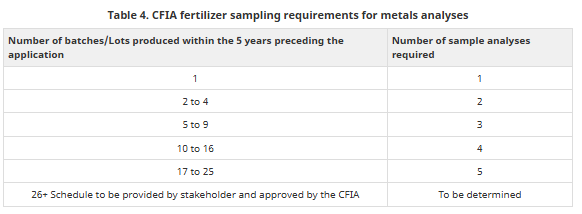 Table 4. CFIA fertilizer sampling requirements for metals analyses
Number of batches/Lots produced within the 5 years preceding the application
Number of sample analyses required
1
1
2 to 4
2
5 to 9
3
10 to 16
4
17 to 25
5
26+ Schedule to be provided by stakeholder and approved by the CFIA
To be determined